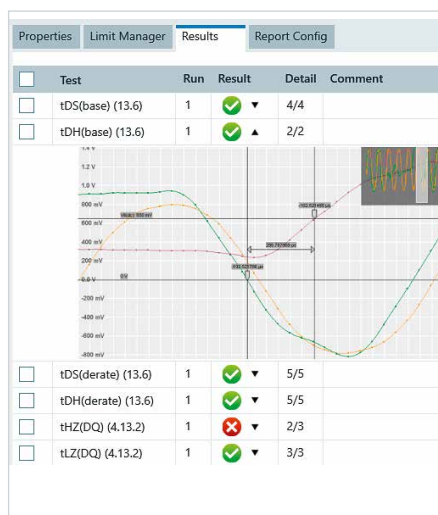 Properties Limit Manager Results Report Config
Test Run Result Detail Comment
tDS(base) (13.6) 1 4/4
tDH(base) (13.6) 1 2/2
1.4 V
1.2 V
1.0 V
800 mV
600 mV
400 mV
200 mV
0.0 V
0V
-200 mV
-400 mV
-600 mV
-800 mV
tDS(derate) (13.6) 1 5/5
tDH(derate) (13.6) 1 5/5
tHZ(DQ) (4.13.2) 1 2/3
tLZ(DQ) (4.13.2) 1 3/3